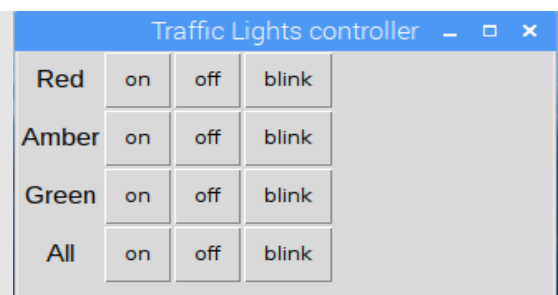 Traffic Lights controller
Red on off blink
Amber on off blink
Green on off blink
All on off blink